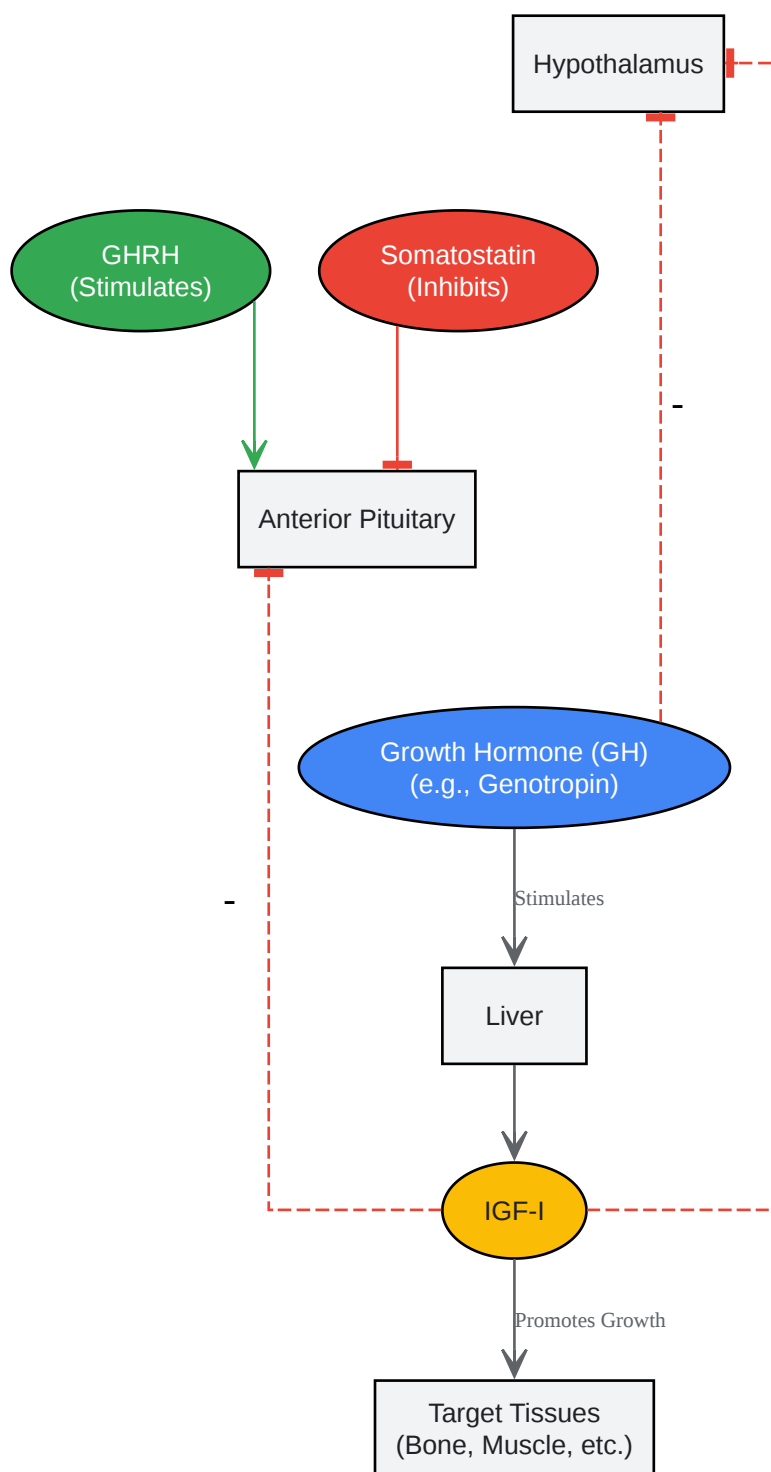 Hypothalamus
GHRH
(Stimulates)
Somatostatin
(Inhibits)
-
Anterior Pituitary
Growth Hormone (GH)
(e.g., Genotropin)
Stimulates
-
Liver
IGF-I
Promotes Growth
Target Tissues
(Bone, Muscle, etc.)